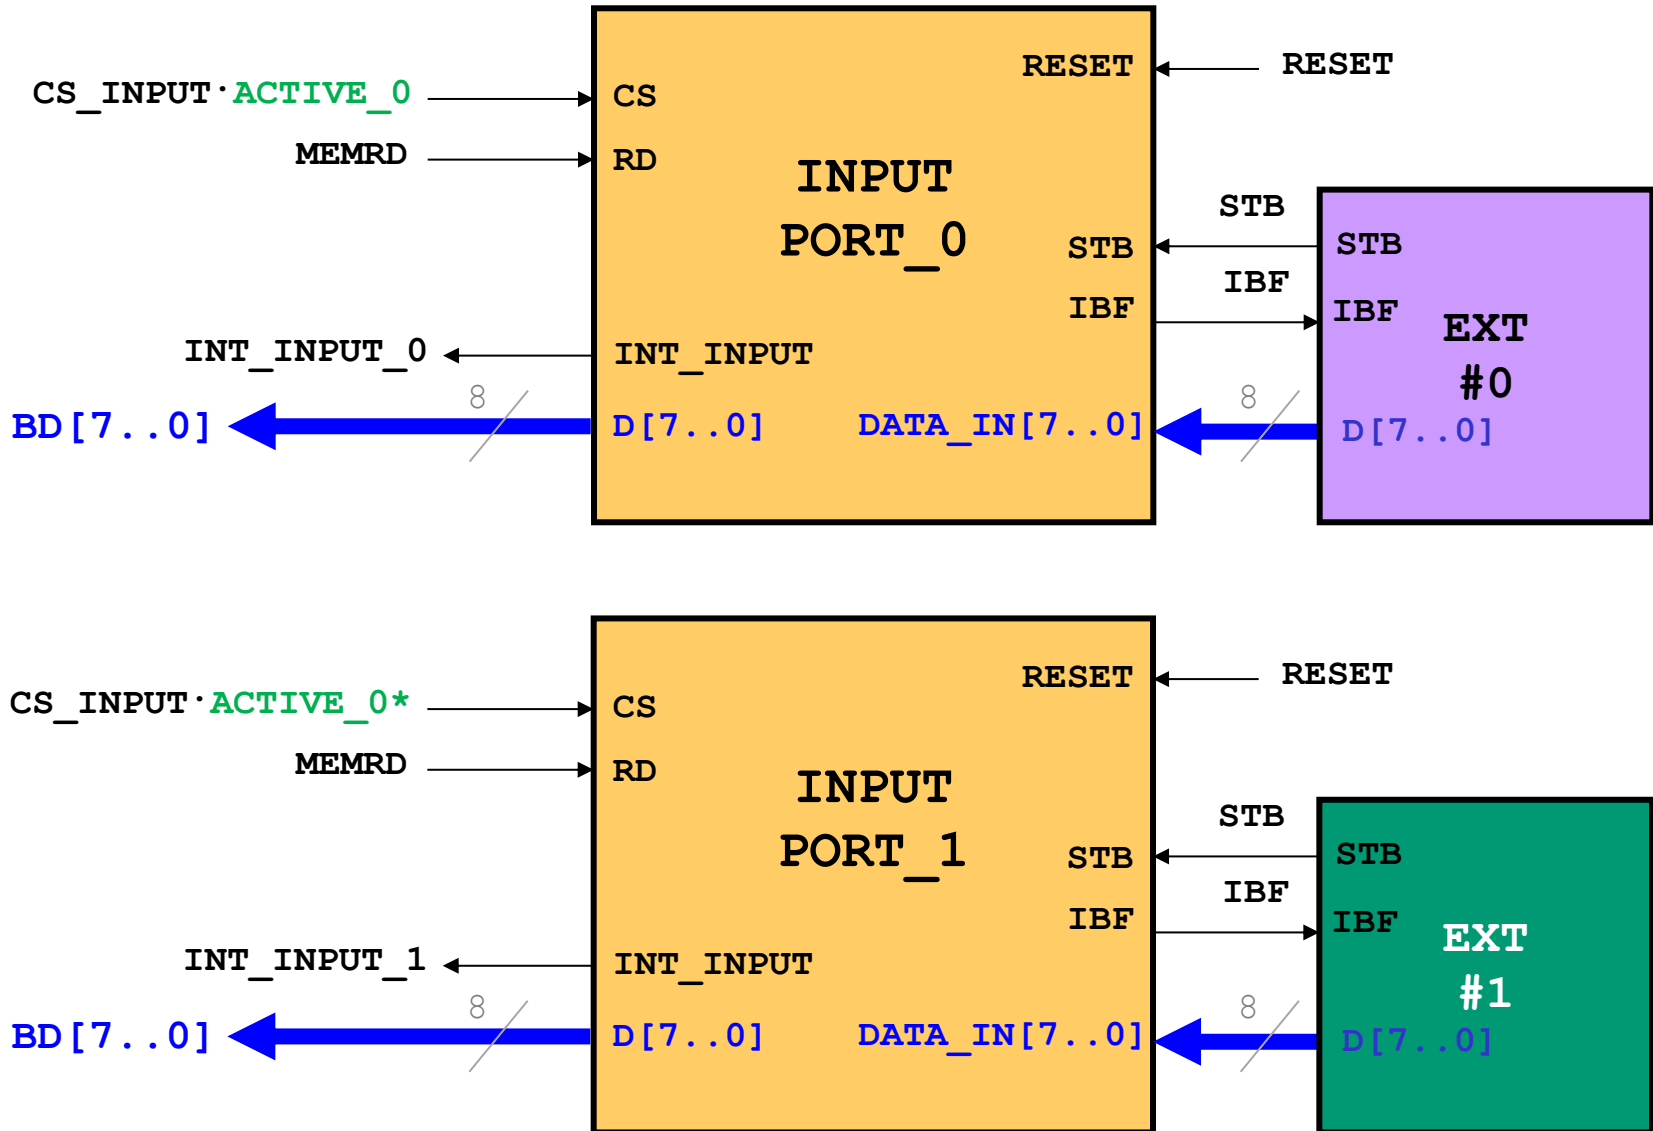 RESET
RESET
CS_INPUT·ACTIVE_0
CS
MEMRD
RD
INPUT
PORT_0
STB
STB
STB
IBF
IBF
IBF
EXT
#0
INT_INPUT_0
INT_INPUT
8
8
BD[7..0]
D[7..0]
DATA_IN[7..0]
D[7..0]
RESET
RESET
CS_INPUT·ACTIVE_0*
CS
MEMRD
RD
INPUT
PORT_1
STB
STB
STB
IBF
IBF
IBF
EXT
#1
INT_INPUT_1
INT_INPUT
8
8
BD[7..0]
D[7..0]
DATA_IN[7..0]
D[7..0]